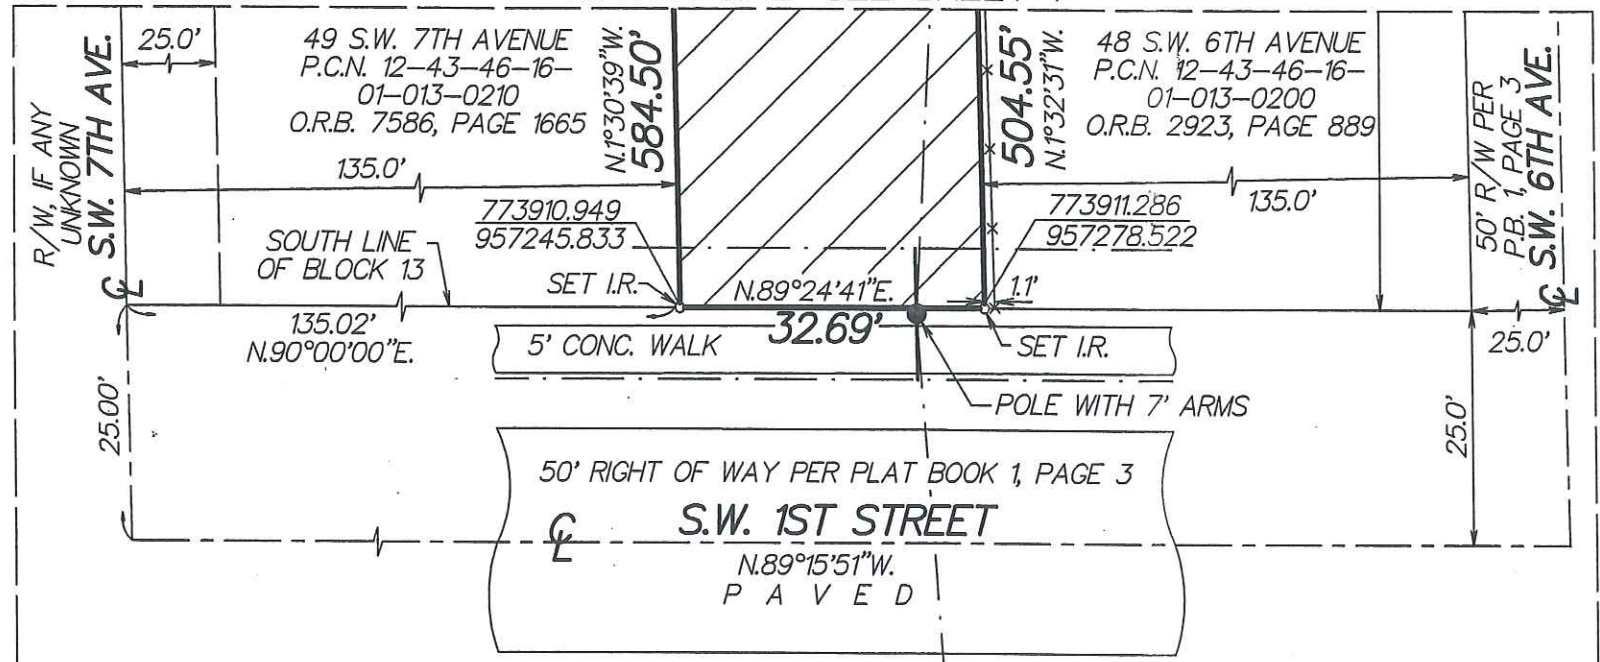 25.0'
R/W, IF ANY
UNKNOWN
S.W. 7TH AVE.
49 S.W. 7TH AVENUE
P.C.N. 12-43-46-16-
01-013-0210
O.R.B. 7586, PAGE 1665
N.1°30'39"W.
584.50'
504.55'
N.1°32'31"W.
48 S.W. 6TH AVENUE
P.C.N. 12-43-46-16-
01-013-0200
O.R.B. 2923, PAGE 889
50' R/W PER
P.B. 1, PAGE 3
S.W. 6TH AVE.
135.0'
135.0'
773910.949
957245.833
773911.286
957278.522
SOUTH LINE
OF BLOCK 13
SET I.R.
N.89°24'41"E.
32.69'
1.1'
SET I.R.
CL
CL
135.02'
N.90°00'00"E.
5' CONC. WALK
25.0'
25.00'
POLE WITH 7' ARMS
25.0'
50' RIGHT OF WAY PER PLAT BOOK 1, PAGE 3
CL
S.W. 1ST STREET
N.89°15'51"W.
PAVED